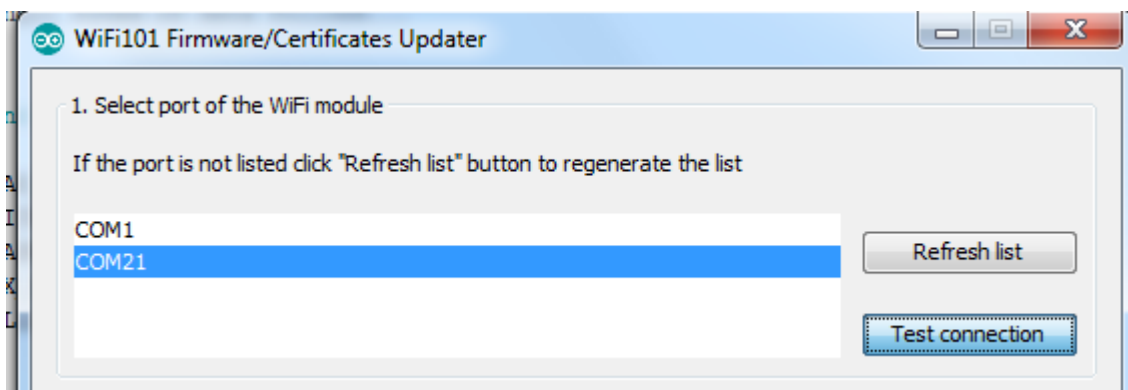 WiFi101 Firmware/Certificates Updater
1. Select port of the WiFi module
If the port is not listed click "Refresh list" button to regenerate the list
COM1
COM21
Refresh list
Test connection